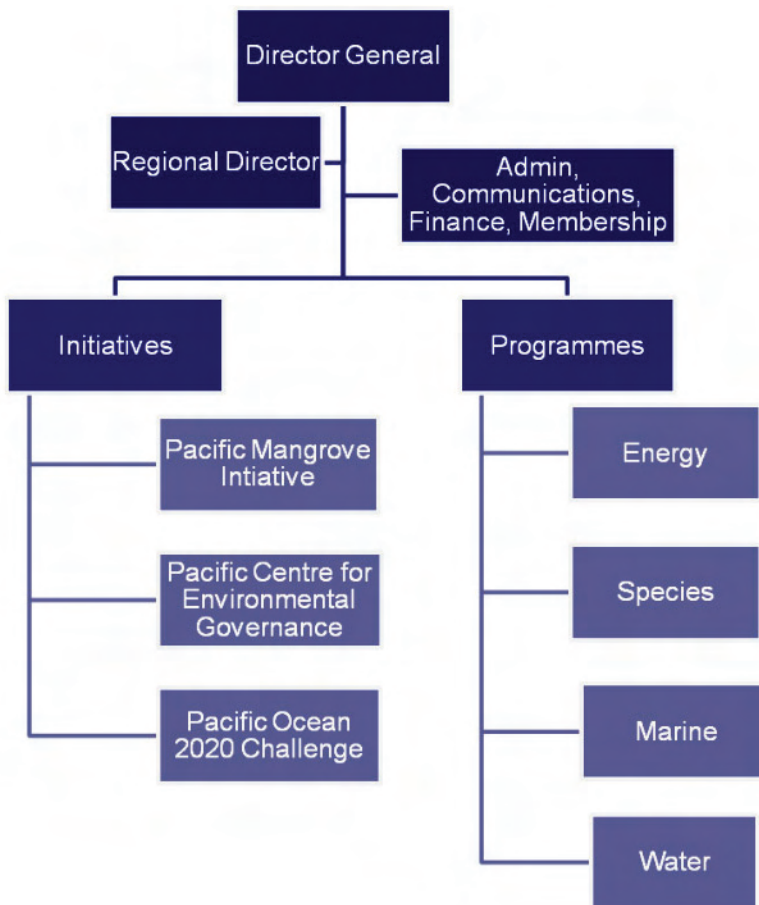 Director General
Regional Director
Admin,
Communications,
Finance, Membership
Initiatives
Programmes
Pacific Mangrove
Intiative
Pacific Centre for
Environmental
Governance
Pacific Ocean
2020 Challenge
Energy
Species
Marine
Water